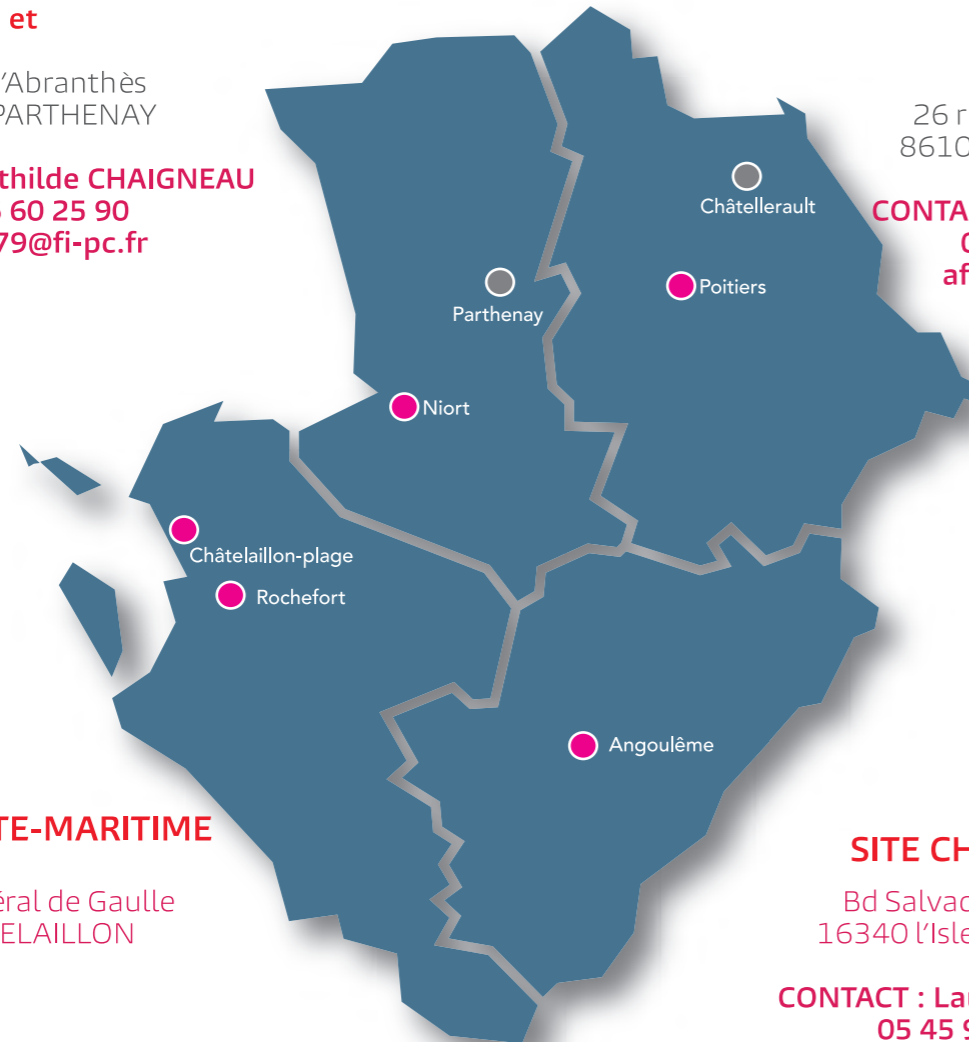 et
'Abranthès
PARTHENAY
thilde CHAIGNEAU
60 25 90
79@fi-pc.fr
26 r
8610
CONTA
af
Châtellerault
Poitiers
Parthenay
Niort
Châtelaillon-plage
Rochefort
Angoulême
TE-MARITIME
éral de Gaulle
ELAILLON
SITE CH
Bd Salvad
16340 l'Isle
CONTACT : Lau
05 45 9